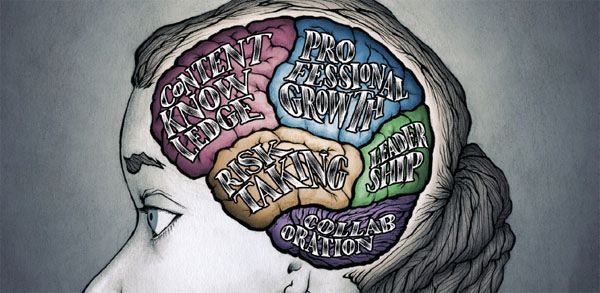 CONTENT
KNOW
LEDGE
PRO
FESSIONAL
GROWTH
RISK
TAKING
LEADER
SHIP
COLLAB
ORATION